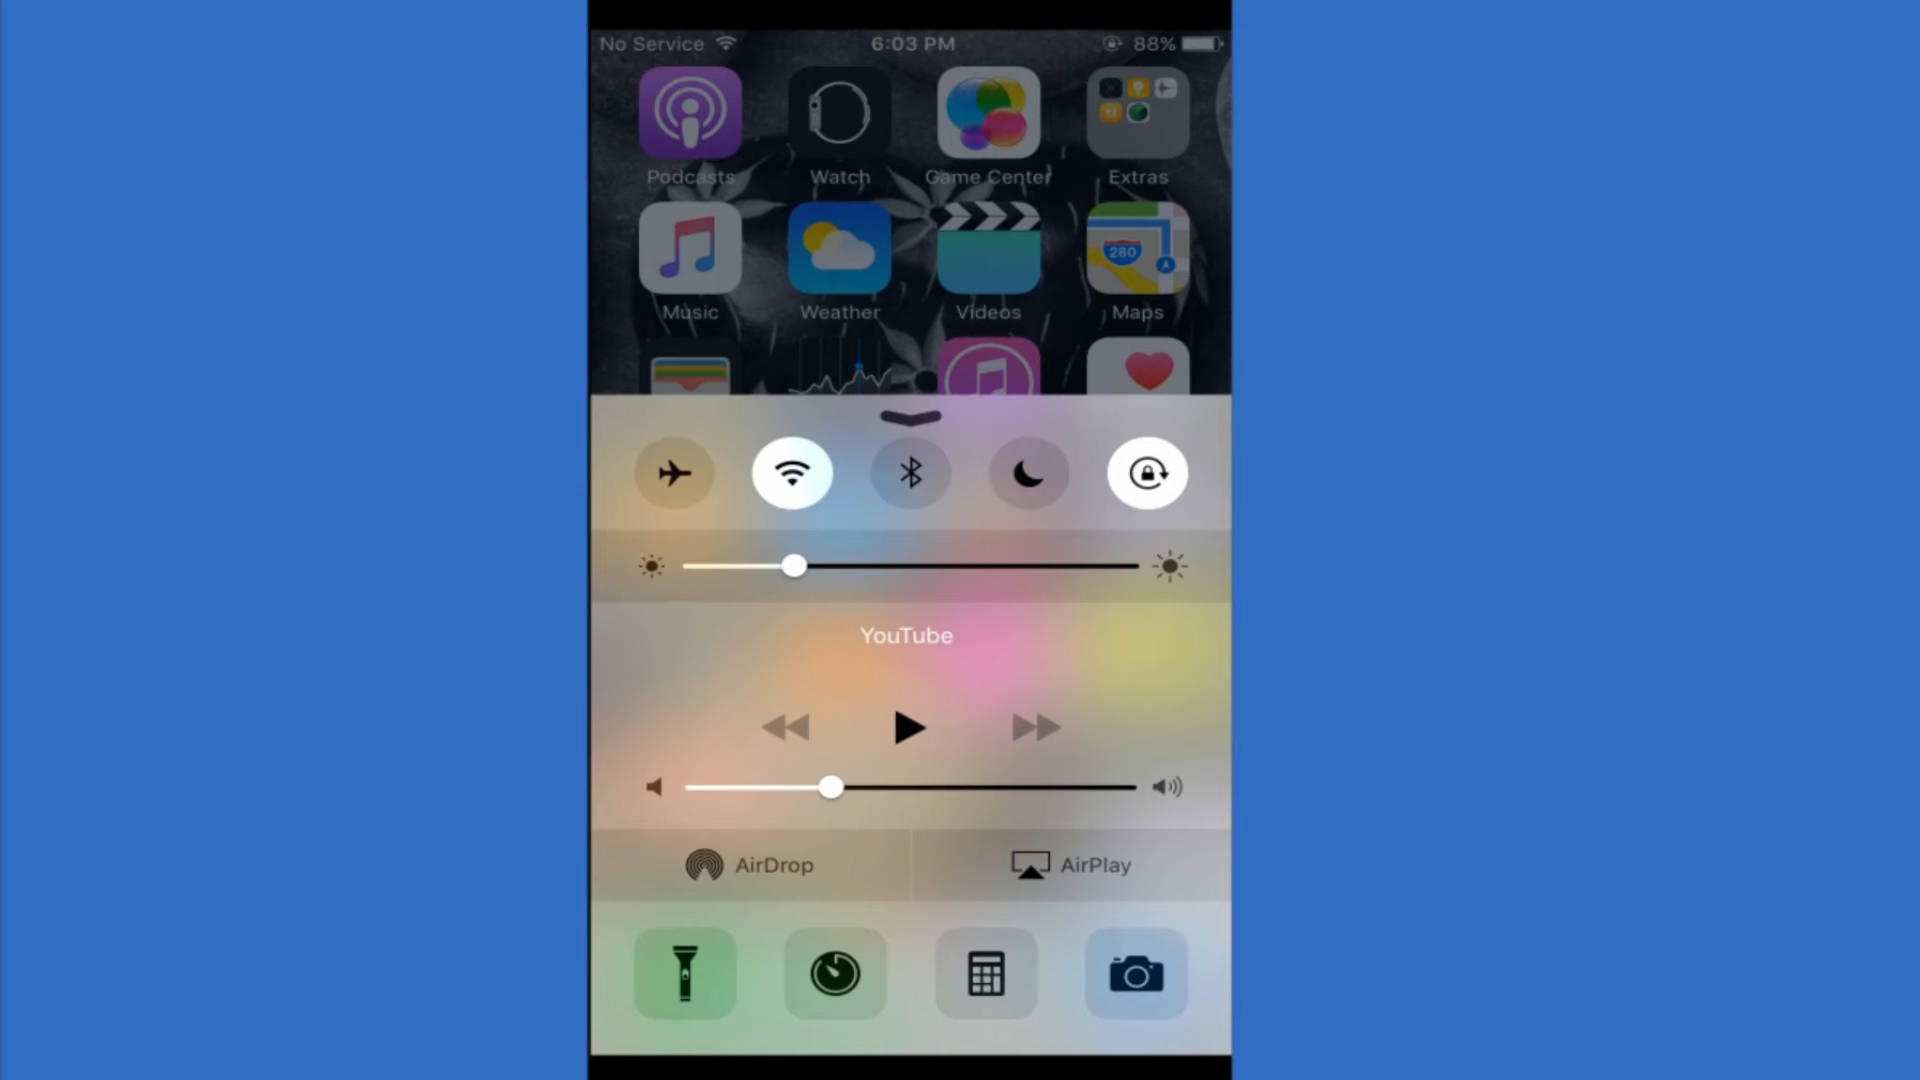 No Service 6:03 PM 88%
Podcasts Watch Game Center Extras
280
A
Music Weather Videos Maps
YouTube
AirDrop AirPlay